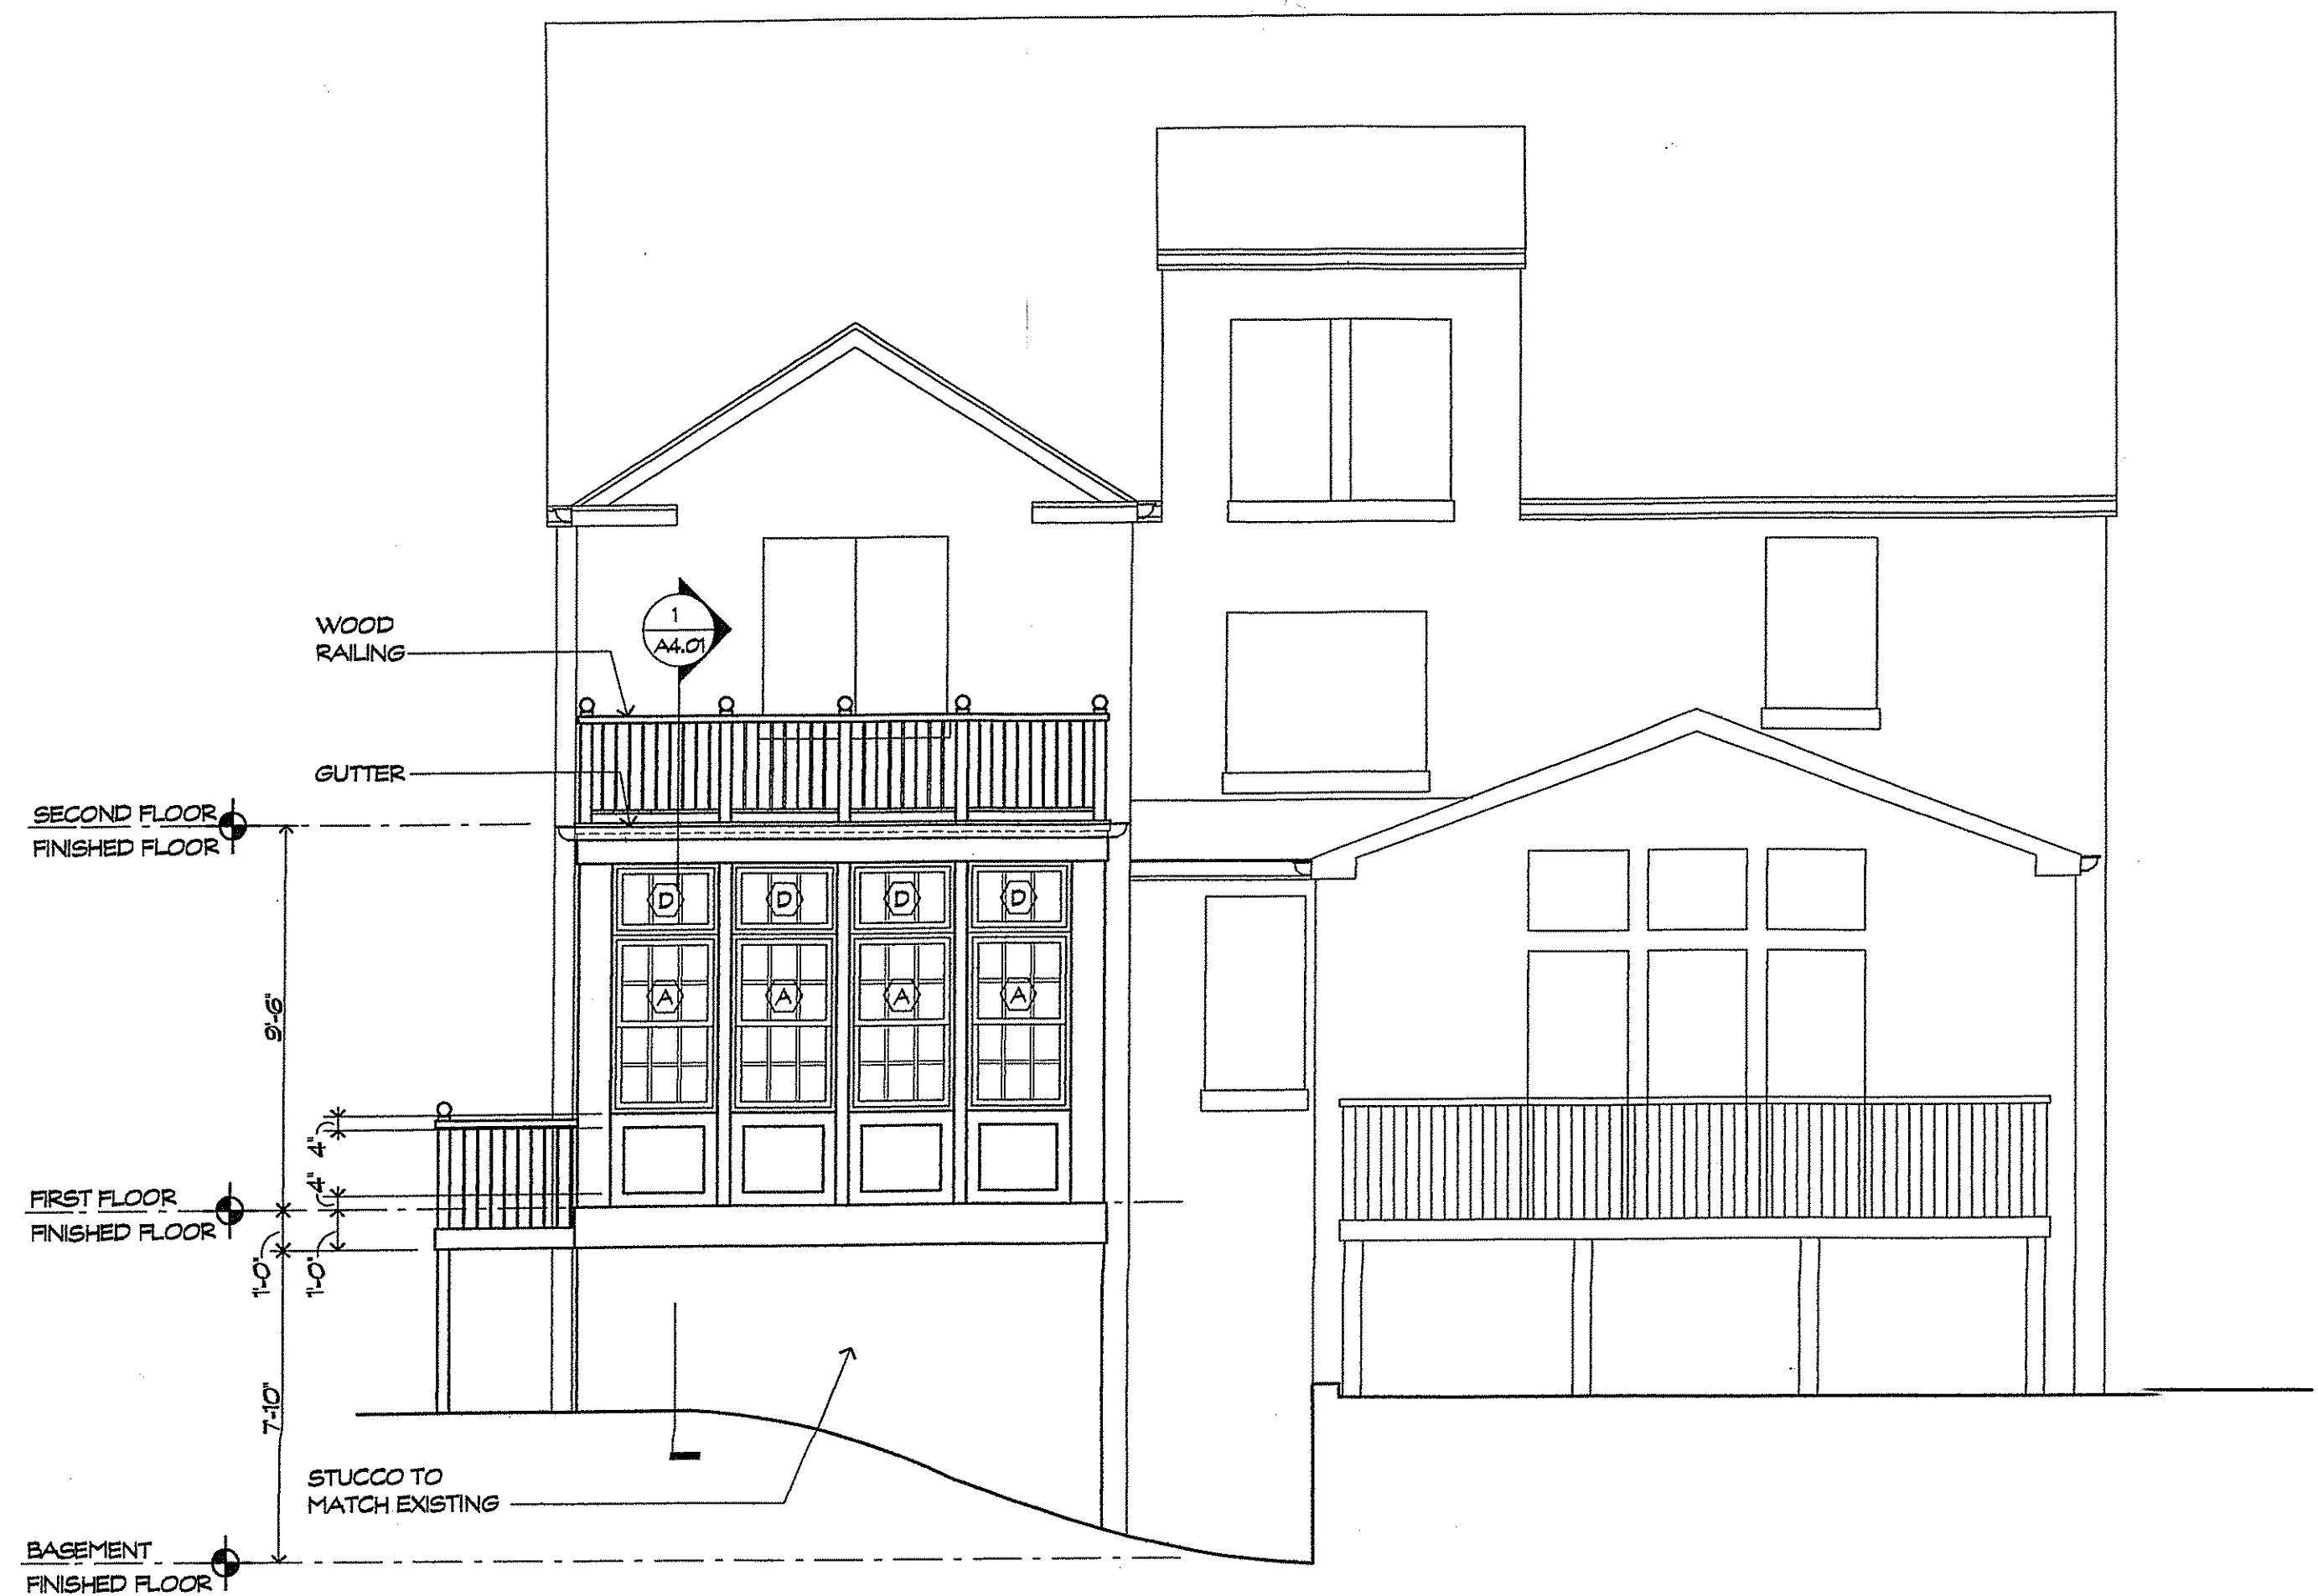 WOOD
RAILING
1
A4.01
GUTTER
SECOND FLOOR
FINISHED FLOOR
D D D D
A A A A
9'-6"
4"
4"
FIRST FLOOR
FINISHED FLOOR
1'-0"
1'-0"
7'-10"
STUCCO TO
MATCH EXISTING
BASEMENT
FINISHED FLOOR